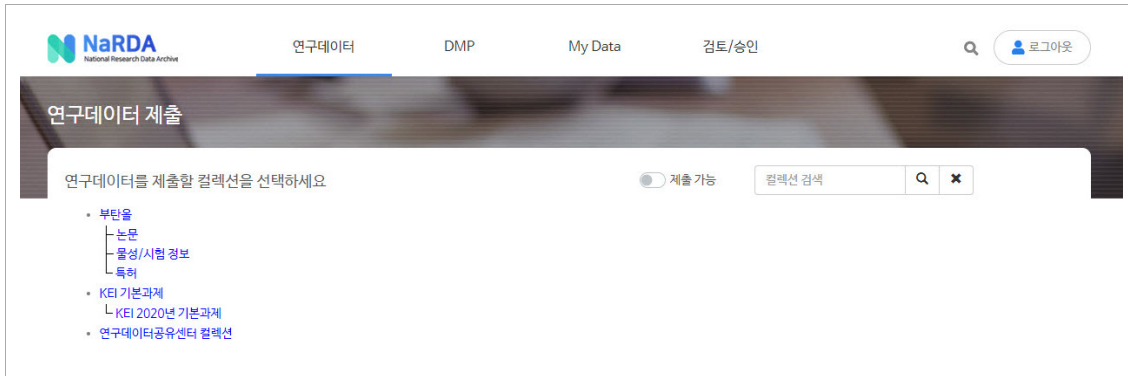 NaRDA
National Research Data Archive
연구데이터
DMP
My Data
검토/승인
로그아웃
연구데이터 제출
연구데이터를 제출할 컬렉션을 선택하세요
제출 가능
컬렉션 검색
부탄올
논문
물성/시험 정보
특허
KEI 기본과제
KEI 2020년 기본과제
연구데이터공유센터 컬렉션